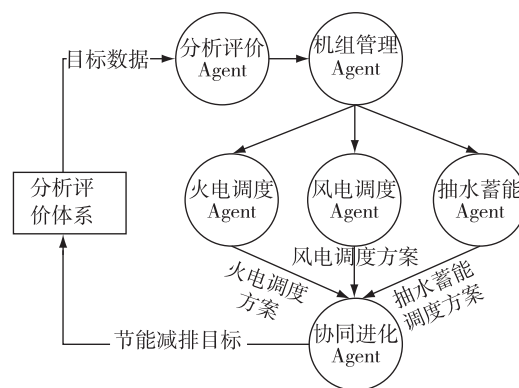 分析评价
Agent
机组管理
Agent
目标数据
分析评
价体系
火电调度
Agent
风电调度
Agent
抽水蓄能
Agent
火电调度
方案
风电调度方案
抽水蓄能
调度方案
节能减排目标
协同进化
Agent